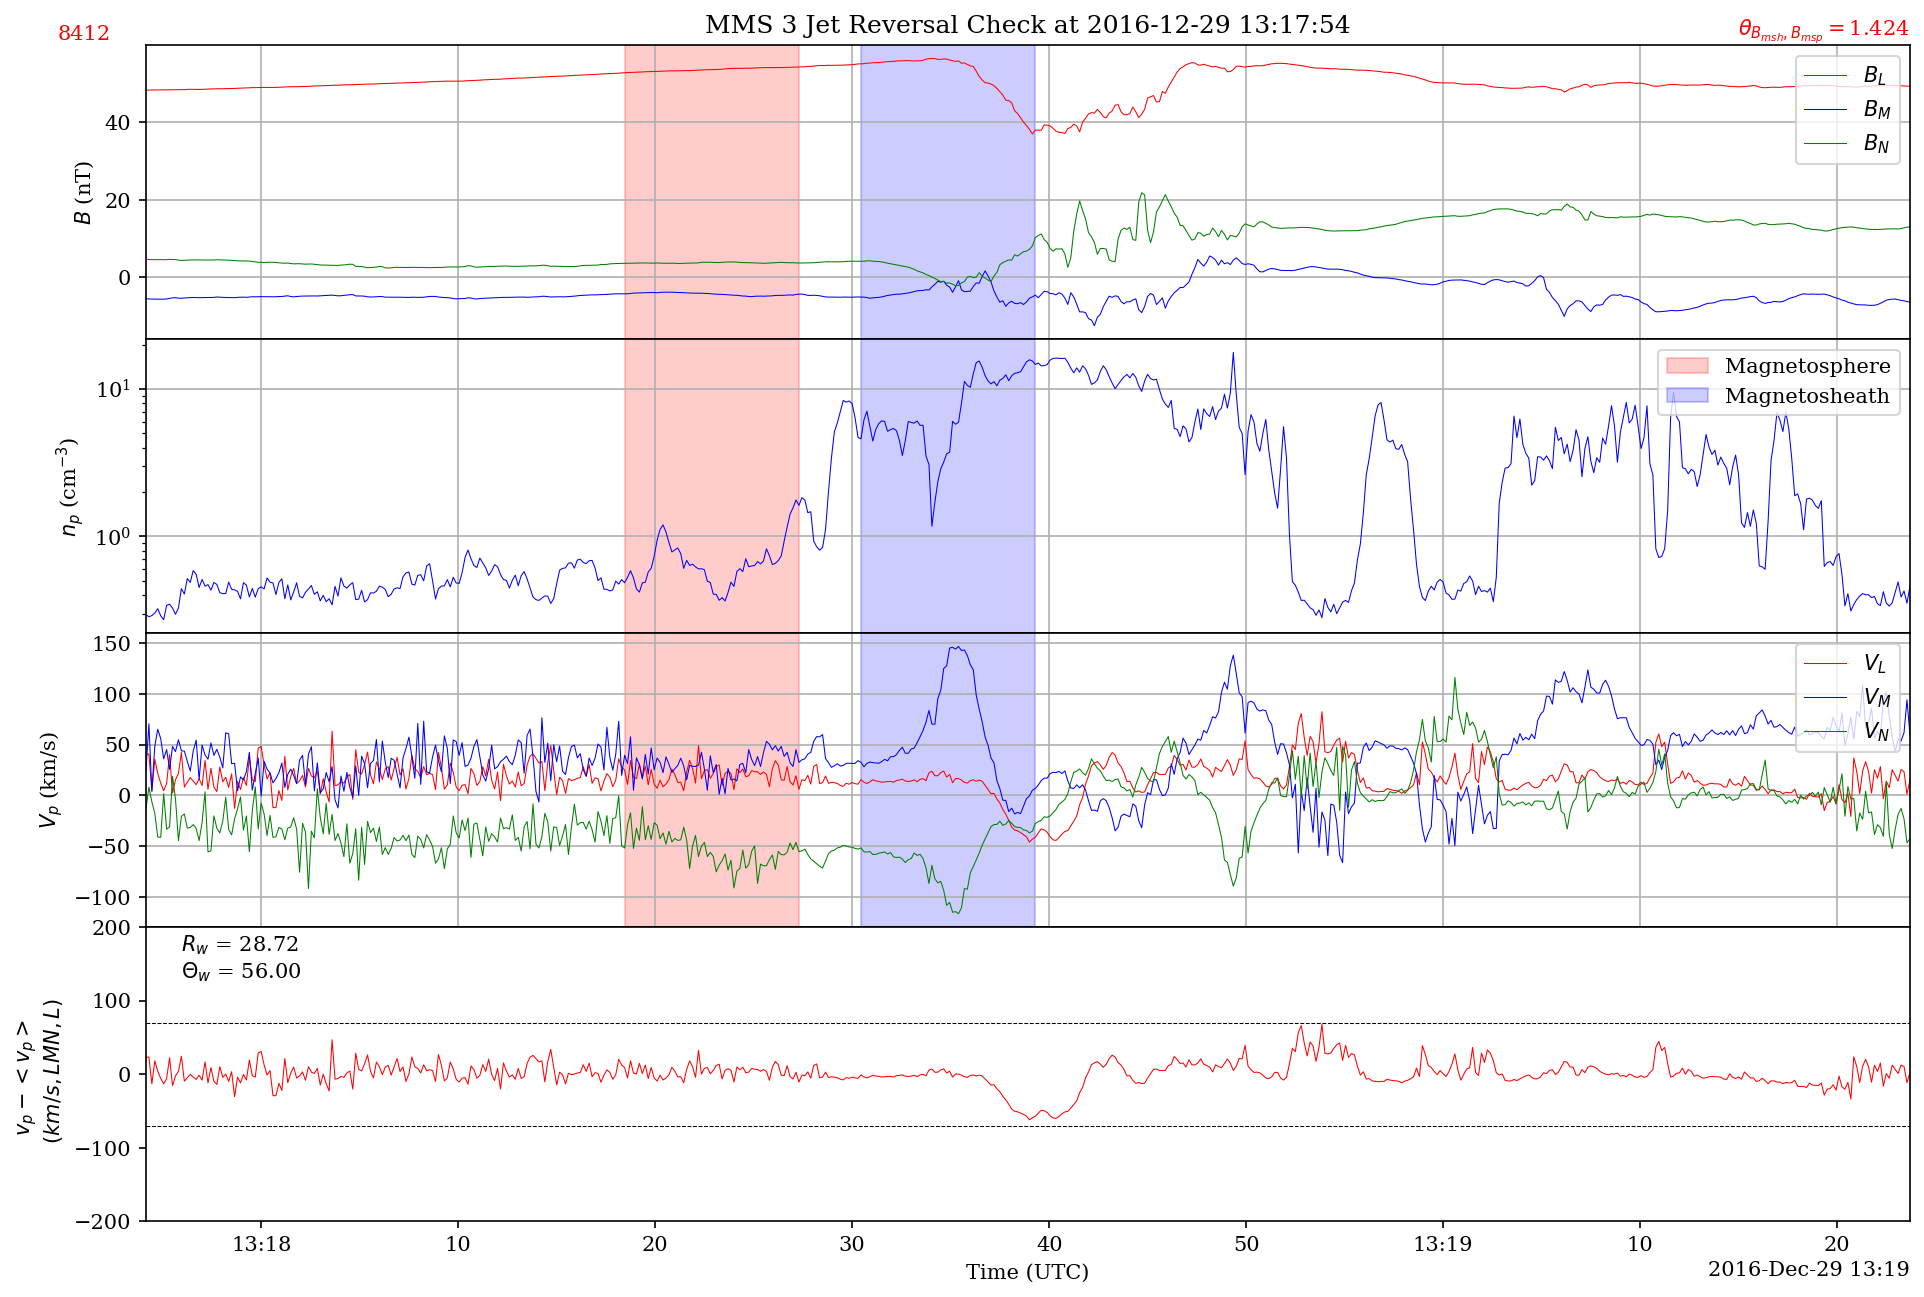 8412
MMS 3 Jet Reversal Check at 2016-12-29 13:17:54
θ_{B_{msh}, B_{msp}} = 1.424
B (nT)
40
20
0
B_L
B_M
B_N
n_p (cm⁻³)
10¹
10⁰
Magnetosphere
Magnetosheath
V_p (km/s)
150
100
50
0
−50
−100
V_L
V_M
V_N
v_p − <v_p>
(km/s, LMN, L)
200
100
0
−100
−200
R_w = 28.72
Θ_w = 56.00
13:18 10 20 30 40 50 13:19 10 20
Time (UTC)
2016-Dec-29 13:19